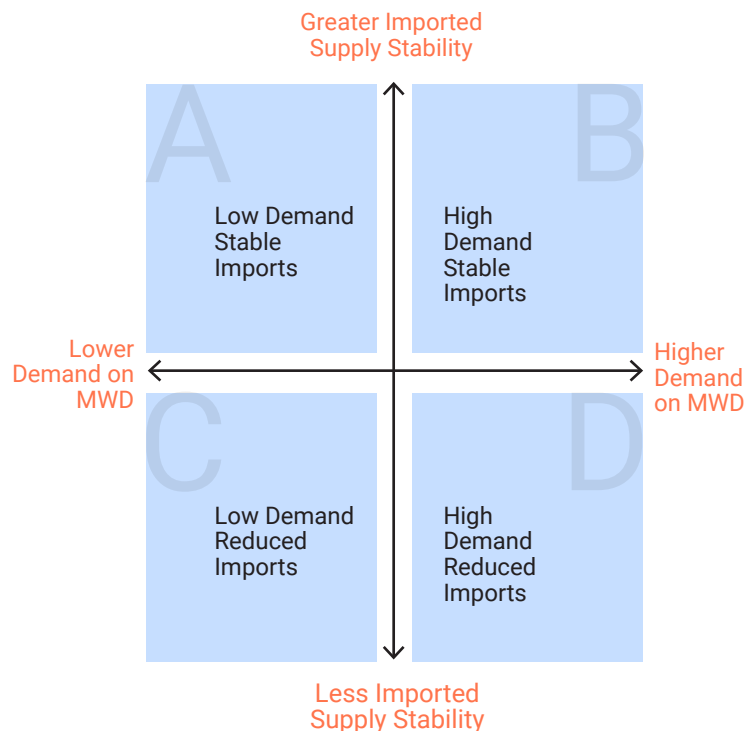 Greater Imported
Supply Stability
A
Low Demand
Stable
Imports
B
High
Demand
Stable
Imports
Lower
Demand on
MWD
Higher
Demand
on MWD
C
Low Demand
Reduced
Imports
D
High
Demand
Reduced
Imports
Less Imported
Supply Stability